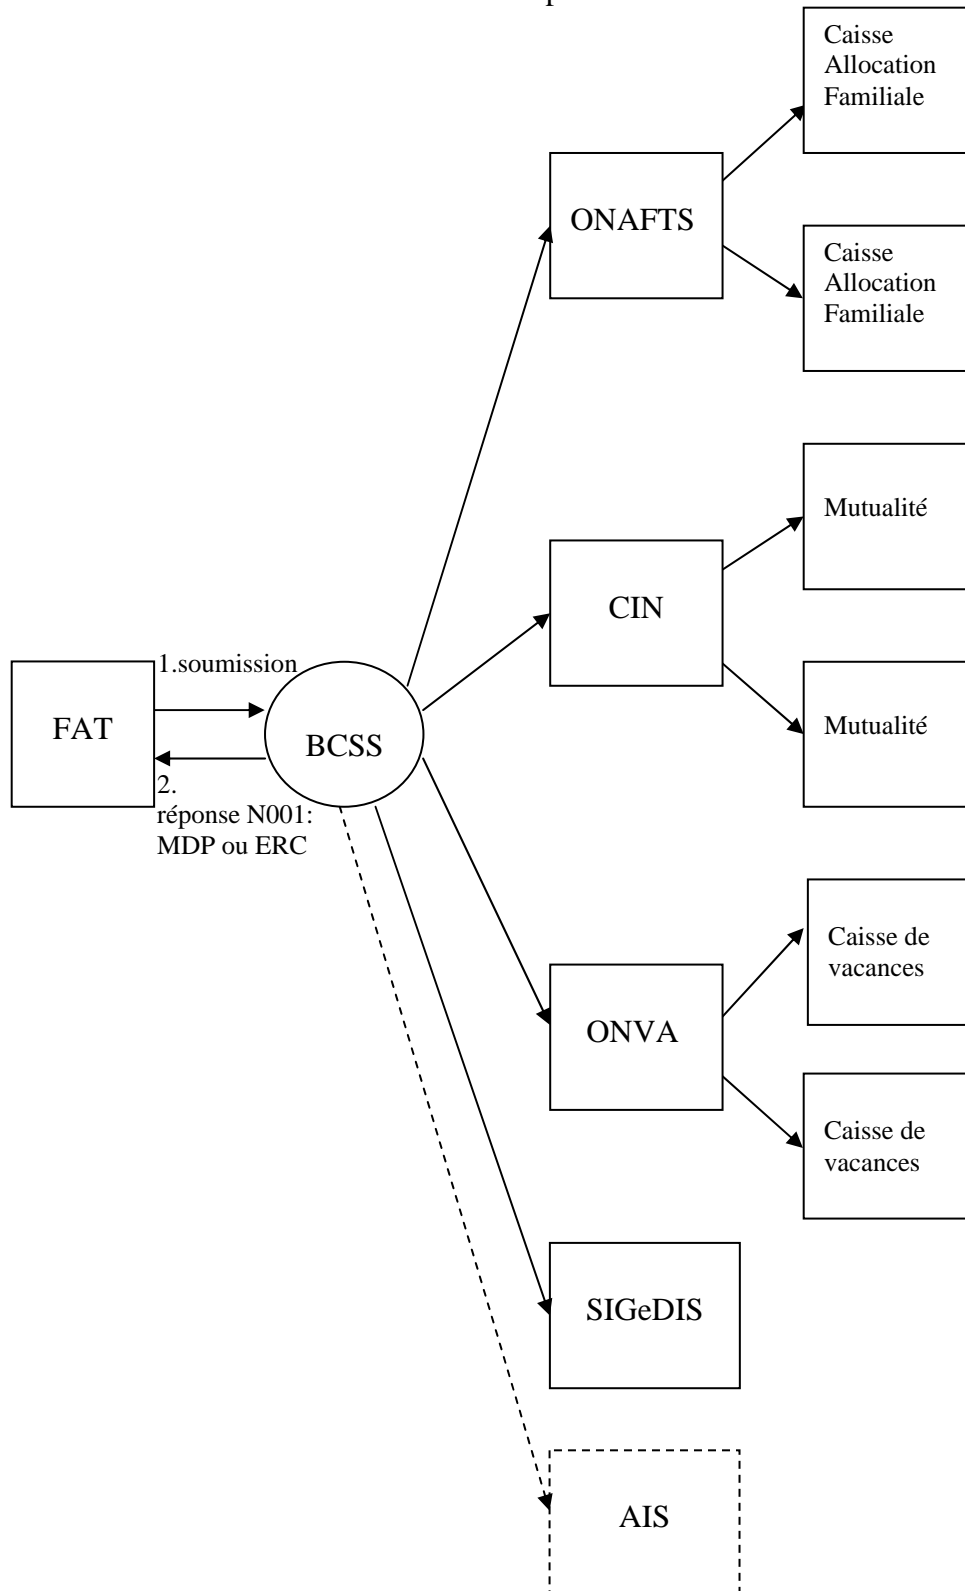 Caisse
Allocation
Familiale
ONAFTS
Caisse
Allocation
Familiale
Mutualité
CIN
1.soumission
FAT
BCSS
Mutualité
2.
réponse N001:
MDP ou ERC
Caisse de
vacances
ONVA
Caisse de
vacances
SIGeDIS
AIS